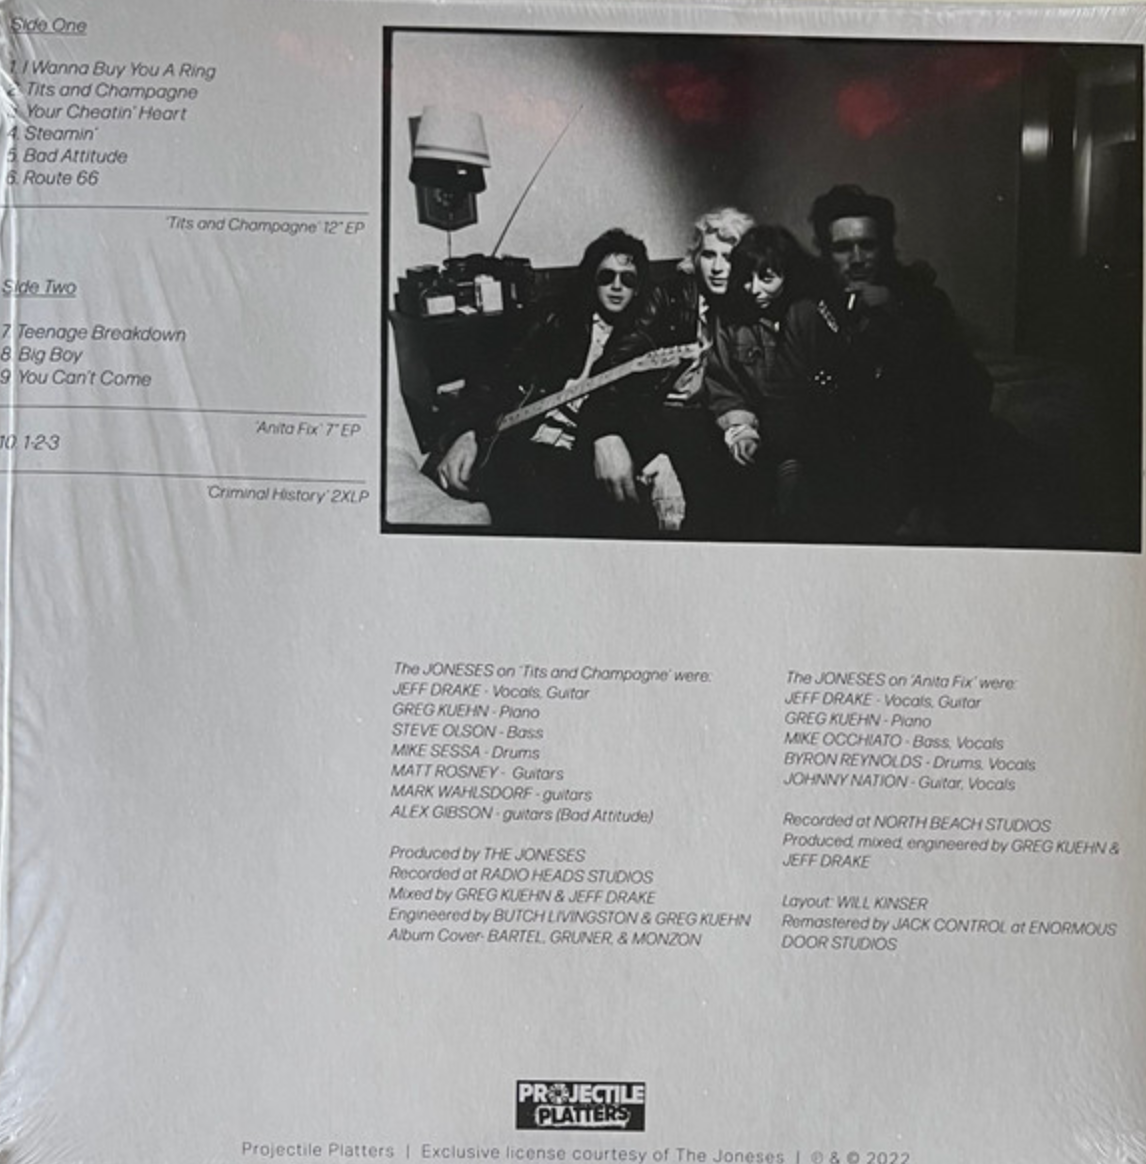 Side One
1. I Wanna Buy You A Ring
2. Tits and Champagne
3. Your Cheatin' Heart
4. Steamin'
5. Bad Attitude
6. Route 66
'Tits and Champagne' 12" EP
Side Two
7. Teenage Breakdown
8. Big Boy
9. You Can't Come
'Anita Fix' 7" EP
10. 1-2-3
'Criminal History' 2XLP
The JONESES on 'Tits and Champagne' were:
JEFF DRAKE - Vocals, Guitar
GREG KUEHN - Piano
STEVE OLSON - Bass
MIKE SESSA - Drums
MATT ROSNEY - Guitars
MARK WAHLSDORF - guitars
ALEX GIBSON - guitars (Bad Attitude)
Produced by THE JONESES
Recorded at RADIO HEADS STUDIOS
Mixed by GREG KUEHN & JEFF DRAKE
Engineered by BUTCH LIVINGSTON & GREG KUEHN
Album Cover- BARTEL, GRUNER, & MONZON
The JONESES on 'Anita Fix' were:
JEFF DRAKE - Vocals, Guitar
GREG KUEHN - Piano
MIKE OCCHIATO - Bass, Vocals
BYRON REYNOLDS - Drums, Vocals
JOHNNY NATION - Guitar, Vocals
Recorded at NORTH BEACH STUDIOS
Produced, mixed, engineered by GREG KUEHN &
JEFF DRAKE
Layout: WILL KINSER
Remastered by JACK CONTROL at ENORMOUS
DOOR STUDIOS
PROJECTILE
PLATTERS
Projectile Platters | Exclusive license courtesy of The Joneses | ℗ & © 2022